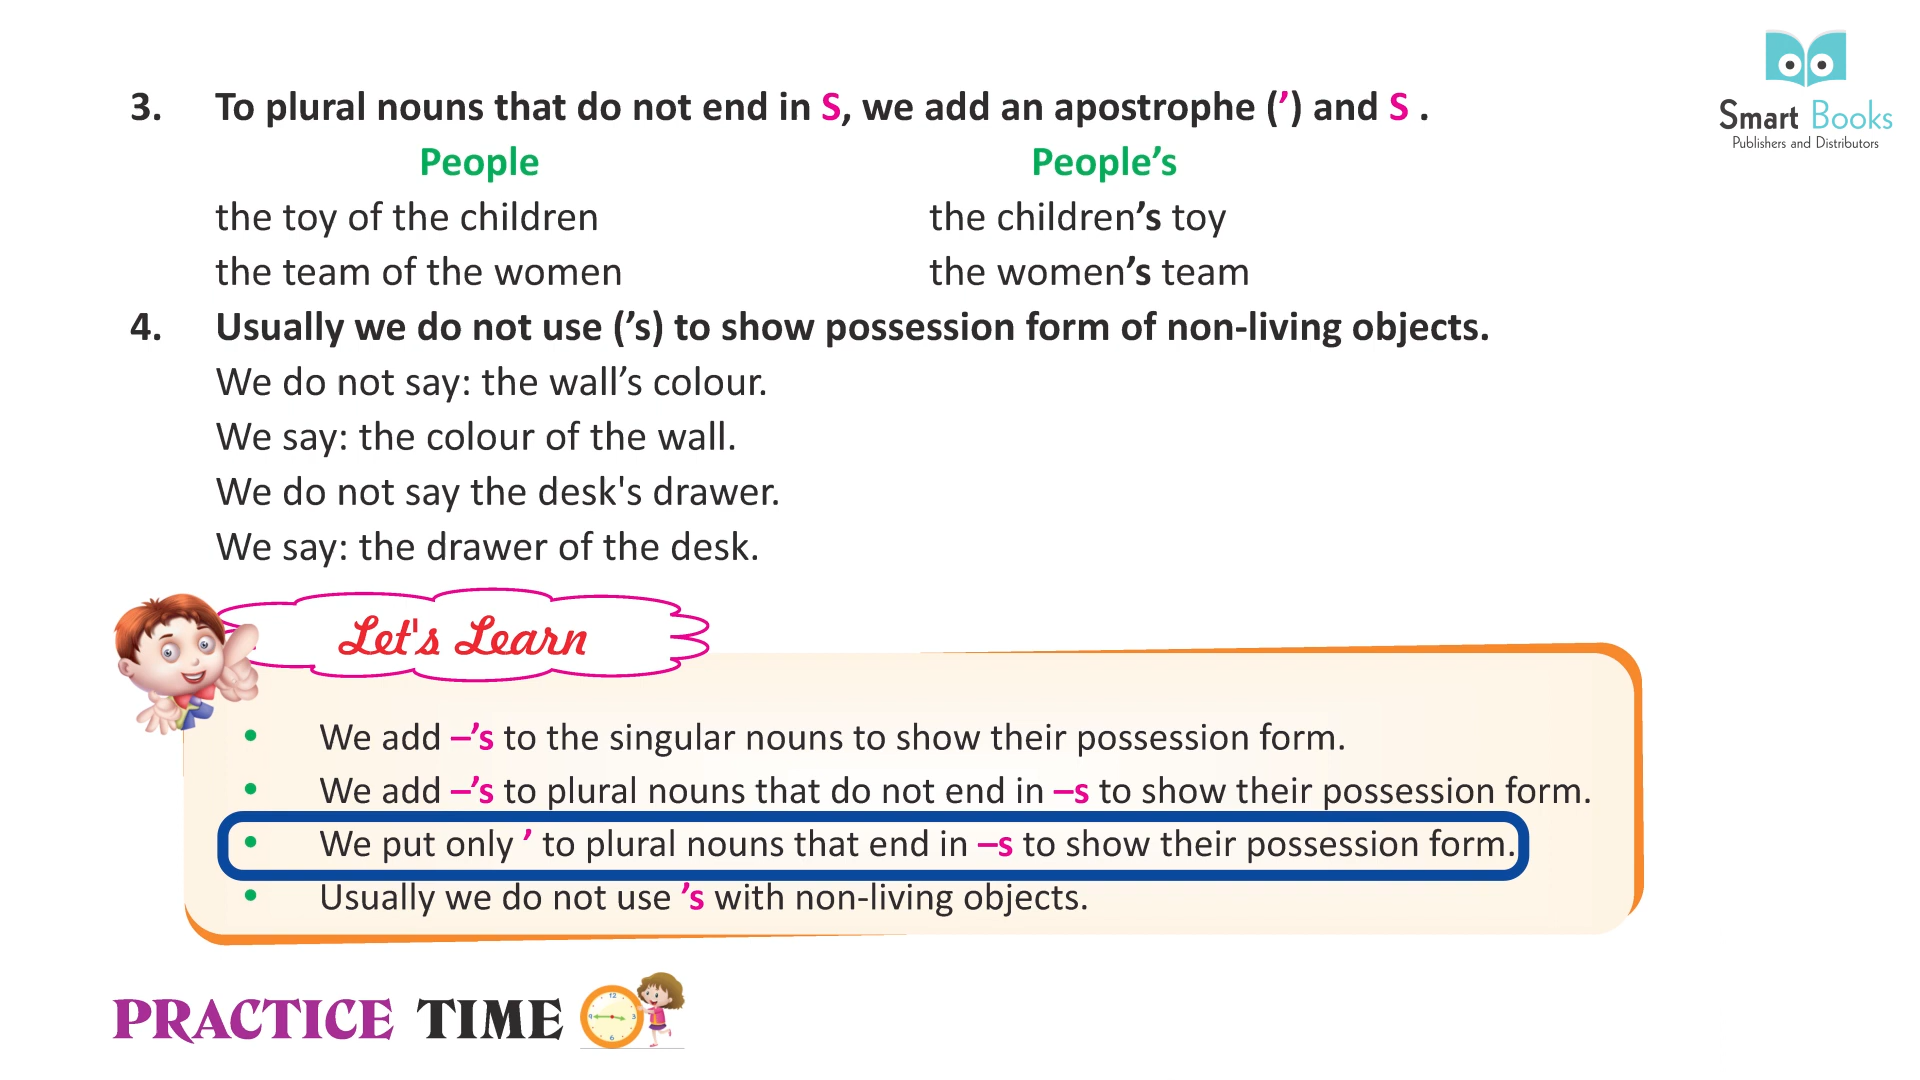 3. To plural nouns that do not end in S, we add an apostrophe (’) and S .
People People’s
the toy of the children the children’s toy
the team of the women the women’s team
4. Usually we do not use (’s) to show possession form of non-living objects.
We do not say: the wall’s colour.
We say: the colour of the wall.
We do not say the desk's drawer.
We say: the drawer of the desk.
Let's Learn
• We add –’s to the singular nouns to show their possession form.
• We add –’s to plural nouns that do not end in –s to show their possession form.
• We put only ’ to plural nouns that end in –s to show their possession form.
• Usually we do not use ’s with non-living objects.
PRACTICE TIME
12
3
6
9
Smart Books
Publishers and Distributors